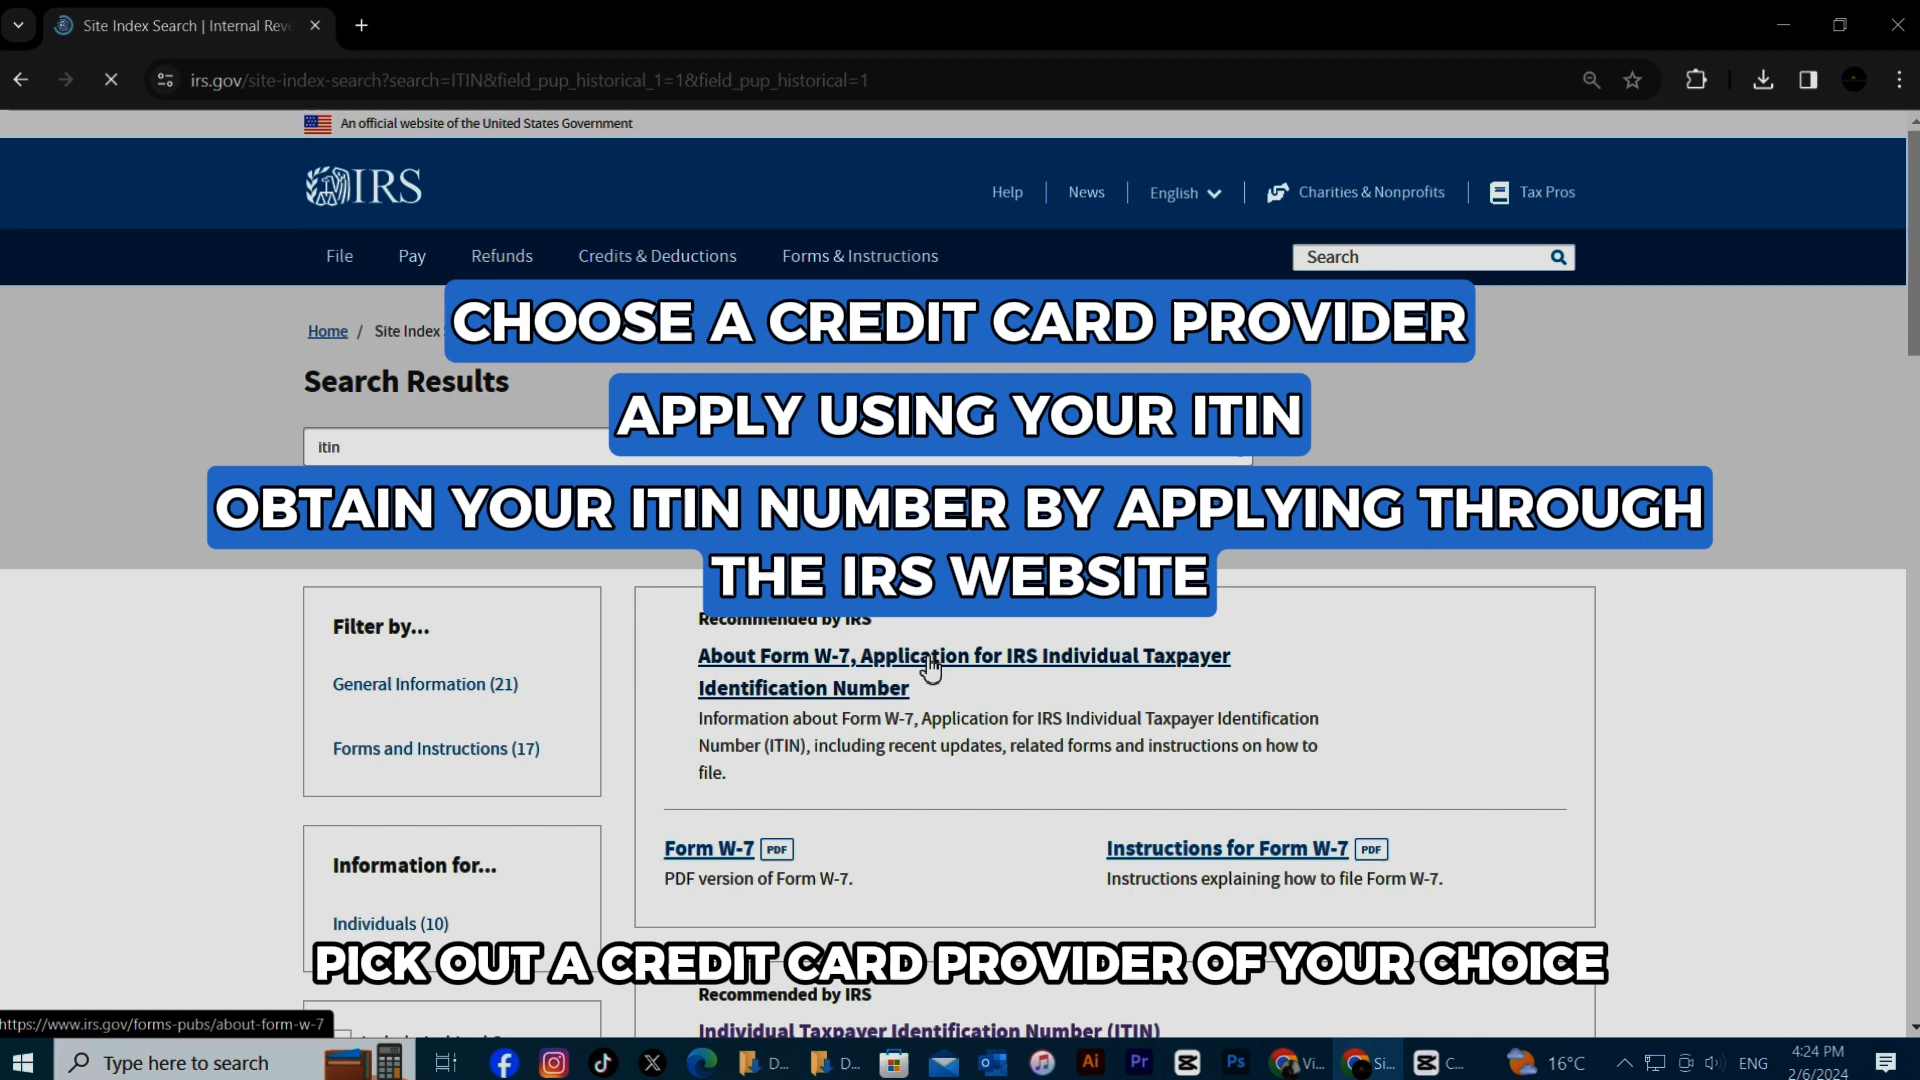 Site Index Search | Internal Reve
irs.gov/site-index-search?search=ITIN&field_pup_historical_1=1&field_pup_historical=1
An official website of the United States Government
IRS
Help
News
English
Charities & Nonprofits
Tax Pros
File
Pay
Refunds
Credits & Deductions
Forms & Instructions
Search
CHOOSE A CREDIT CARD PROVIDER
Home / Site Index
Search Results
APPLY USING YOUR ITIN
itin
OBTAIN YOUR ITIN NUMBER BY APPLYING THROUGH
THE IRS WEBSITE
Filter by...
General Information (21)
Forms and Instructions (17)
Recommended by IRS
About Form W-7, Application for IRS Individual Taxpayer
Identification Number
Information about Form W-7, Application for IRS Individual Taxpayer Identification
Number (ITIN), including recent updates, related forms and instructions on how to
file.
Form W-7 PDF
PDF version of Form W-7.
Instructions for Form W-7 PDF
Instructions explaining how to file Form W-7.
Information for...
Individuals (10)
PICK OUT A CREDIT CARD PROVIDER OF YOUR CHOICE
Recommended by IRS
Individual Taxpayer Identification Number (ITIN)
https://www.irs.gov/forms-pubs/about-form-w-7
Type here to search
D...
D...
Ai
Pr
Ps
Vi...
Si...
C...
16°C
ENG
4:24 PM
2/6/2024